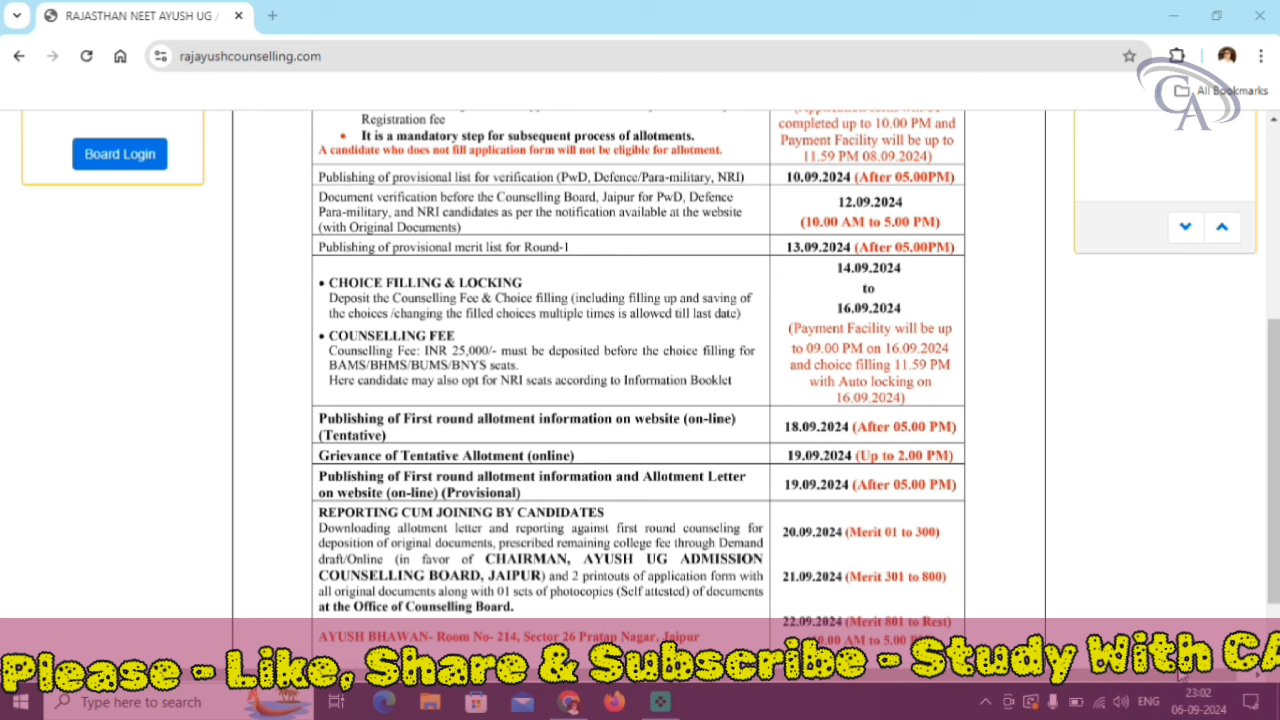 RAJASTHAN NEET AYUSH UG /
rajayushcounselling.com
All Bookmarks
CA
Board Login
Registration fee
• It is a mandatory step for subsequent process of allotments.
A candidate who does not fill application form will not be eligible for allotment.
completed up to 10.00 PM and
Payment Facility will be up to
11.59 PM 08.09.2024)
Publishing of provisional list for verification (PwD, Defence/Para-military, NRI)
10.09.2024 (After 05.00PM)
Document verification before the Counselling Board, Jaipur for PwD, Defence
Para-military, and NRI candidates as per the notification available at the website
(with Original Documents)
12.09.2024
(10.00 AM to 5.00 PM)
Publishing of provisional merit list for Round-1
13.09.2024 (After 05.00PM)
• CHOICE FILLING & LOCKING
Deposit the Counselling Fee & Choice filling (including filling up and saving of
the choices /changing the filled choices multiple times is allowed till last date)
• COUNSELLING FEE
Counselling Fee: INR 25,000/- must be deposited before the choice filling for
BAMS/BHMS/BUMS/BNYS seats.
Here candidate may also opt for NRI seats according to Information Booklet
14.09.2024
to
16.09.2024
(Payment Facility will be up
to 09.00 PM on 16.09.2024
and choice filling 11.59 PM
with Auto locking on
16.09.2024)
Publishing of First round allotment information on website (on-line)
(Tentative)
18.09.2024 (After 05.00 PM)
Grievance of Tentative Allotment (online)
19.09.2024 (Up to 2.00 PM)
Publishing of First round allotment information and Allotment Letter
on website (on-line) (Provisional)
19.09.2024 (After 05.00 PM)
REPORTING CUM JOINING BY CANDIDATES
Downloading allotment letter and reporting against first round counseling for
deposition of original documents, prescribed remaining college fee through Demand
draft/Online (in favor of CHAIRMAN, AYUSH UG ADMISSION
COUNSELLING BOARD, JAIPUR) and 2 printouts of application form with
all original documents along with 01 sets of photocopies (Self attested) of documents
at the Office of Counselling Board.
AYUSH BHAWAN- Room No- 214, Sector 26 Pratap Nagar, Jaipur
20.09.2024 (Merit 01 to 300)
21.09.2024 (Merit 301 to 800)
22.09.2024 (Merit 801 to Rest)
AM to 5.00
Please - Like, Share & Subscribe - Study With CA
Type here to search
ENG
23:02
06-09-2024